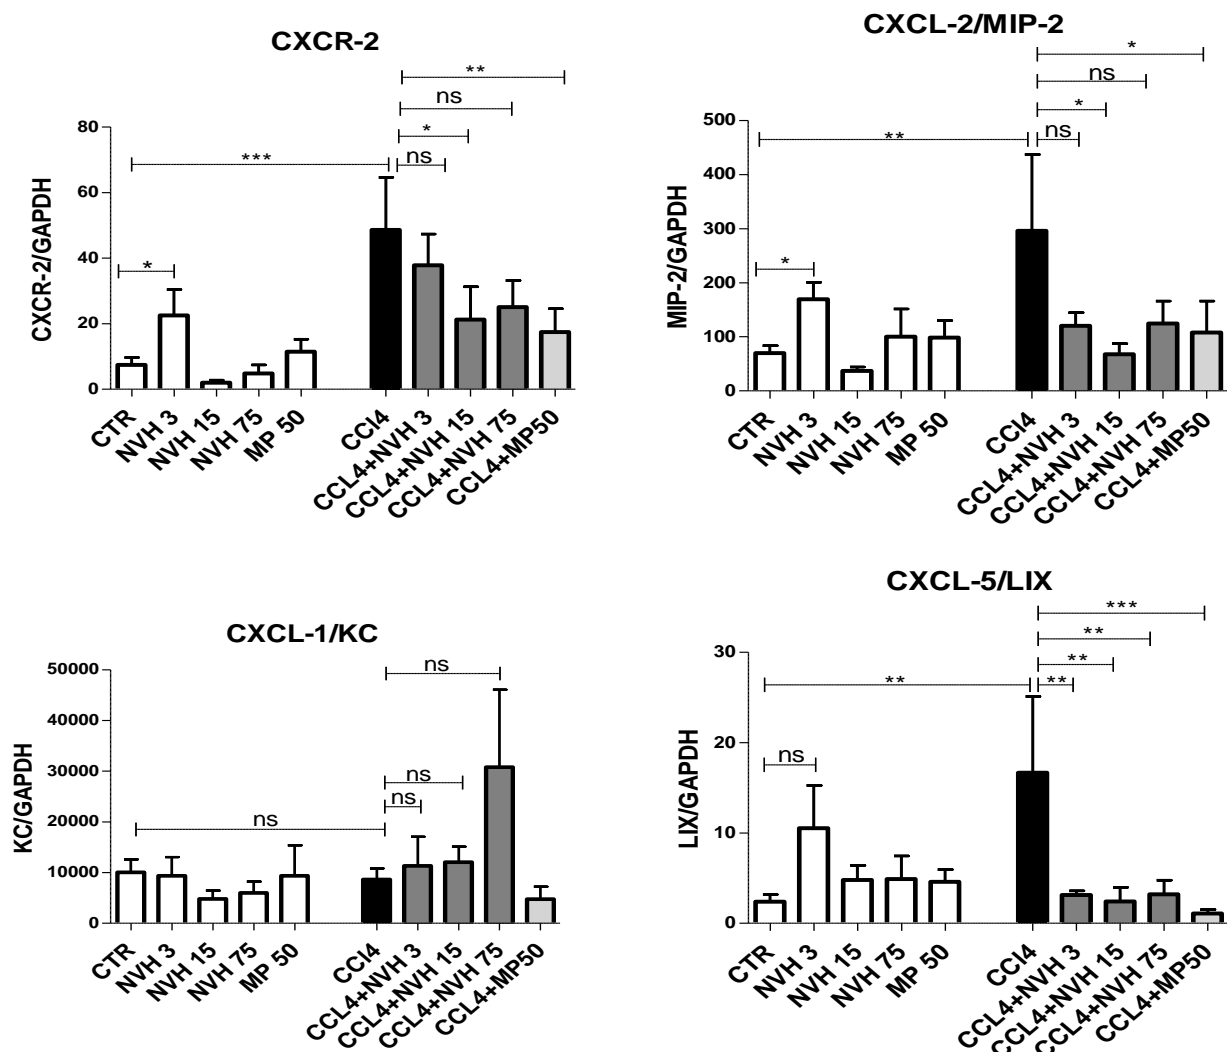 CXCR-2
**
ns
*
ns
***
*
80
60
40
20
0
CXCR-2/GAPDH
CTR
NVH 3
NVH 15
NVH 75
MP 50
CCl4
CCL4+NVH 3
CCL4+NVH 15
CCL4+NVH 75
CCL4+MP50
CXCL-2/MIP-2
*
ns
*
ns
**
*
500
400
300
200
100
0
MIP-2/GAPDH
CTR
NVH 3
NVH 15
NVH 75
MP 50
CCl4
CCL4+NVH 3
CCL4+NVH 15
CCL4+NVH 75
CCL4+MP50
CXCL-1/KC
ns
ns
ns
ns
50000
40000
30000
20000
10000
0
KC/GAPDH
CTR
NVH 3
NVH 15
NVH 75
MP 50
CCl4
CCL4+NVH 3
CCL4+NVH 15
CCL4+NVH 75
CCL4+MP50
CXCL-5/LIX
***
**
**
**
**
ns
30
20
10
0
LIX/GAPDH
CTR
NVH 3
NVH 15
NVH 75
MP 50
CCl4
CCL4+NVH 3
CCL4+NVH 15
CCL4+NVH 75
CCL4+MP50